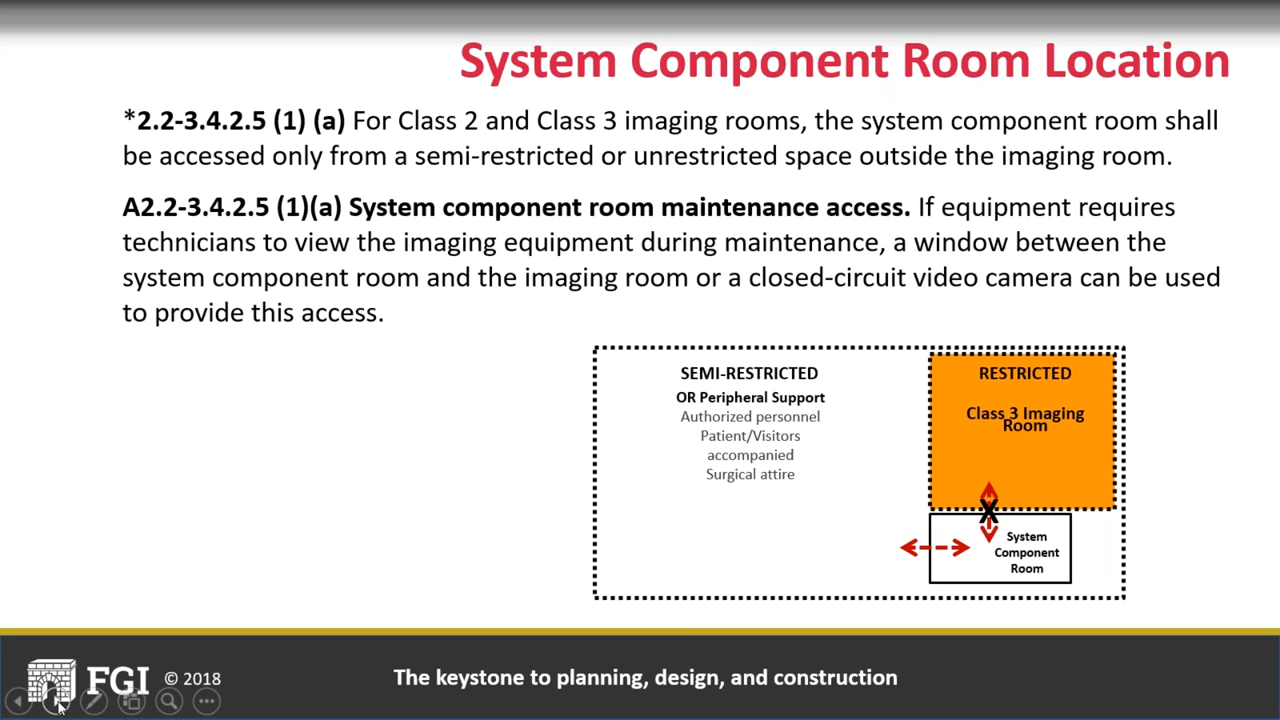 System Component Room Location
*2.2-3.4.2.5 (1) (a) For Class 2 and Class 3 imaging rooms, the system component room shall
be accessed only from a semi-restricted or unrestricted space outside the imaging room.
A2.2-3.4.2.5 (1)(a) System component room maintenance access. If equipment requires
technicians to view the imaging equipment during maintenance, a window between the
system component room and the imaging room or a closed-circuit video camera can be used
to provide this access.
SEMI-RESTRICTED
OR Peripheral Support
Authorized personnel
Patient/Visitors
accompanied
Surgical attire
RESTRICTED
Class 3 Imaging
Room
X
System
Component
Room
FGI © 2018
The keystone to planning, design, and construction